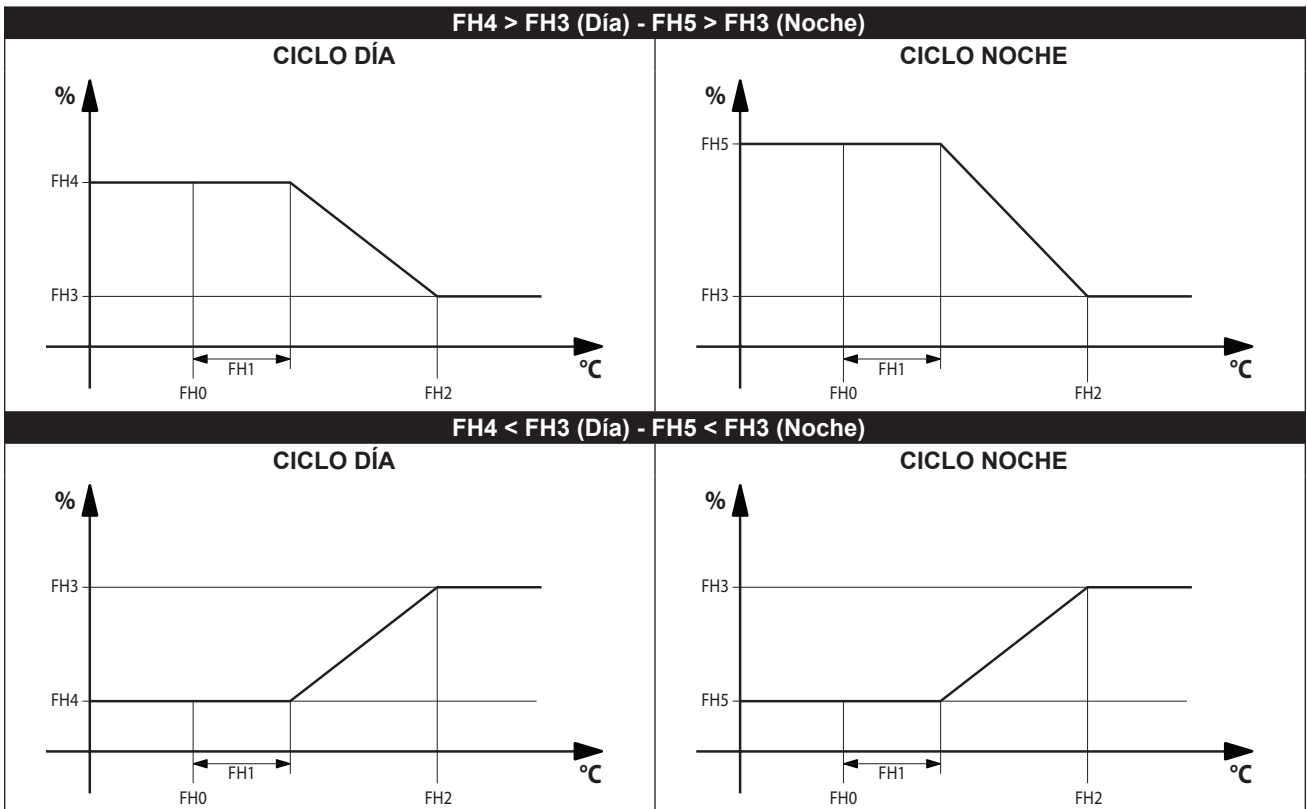 FH4 > FH3 (Día) - FH5 > FH3 (Noche)
CICLO DÍA
%
FH4
FH3
FH1
°C
FH0
FH2
CICLO NOCHE
%
FH5
FH3
FH1
°C
FH0
FH2
FH4 < FH3 (Día) - FH5 < FH3 (Noche)
CICLO DÍA
%
FH3
FH4
FH1
°C
FH0
FH2
CICLO NOCHE
%
FH3
FH5
FH1
°C
FH0
FH2